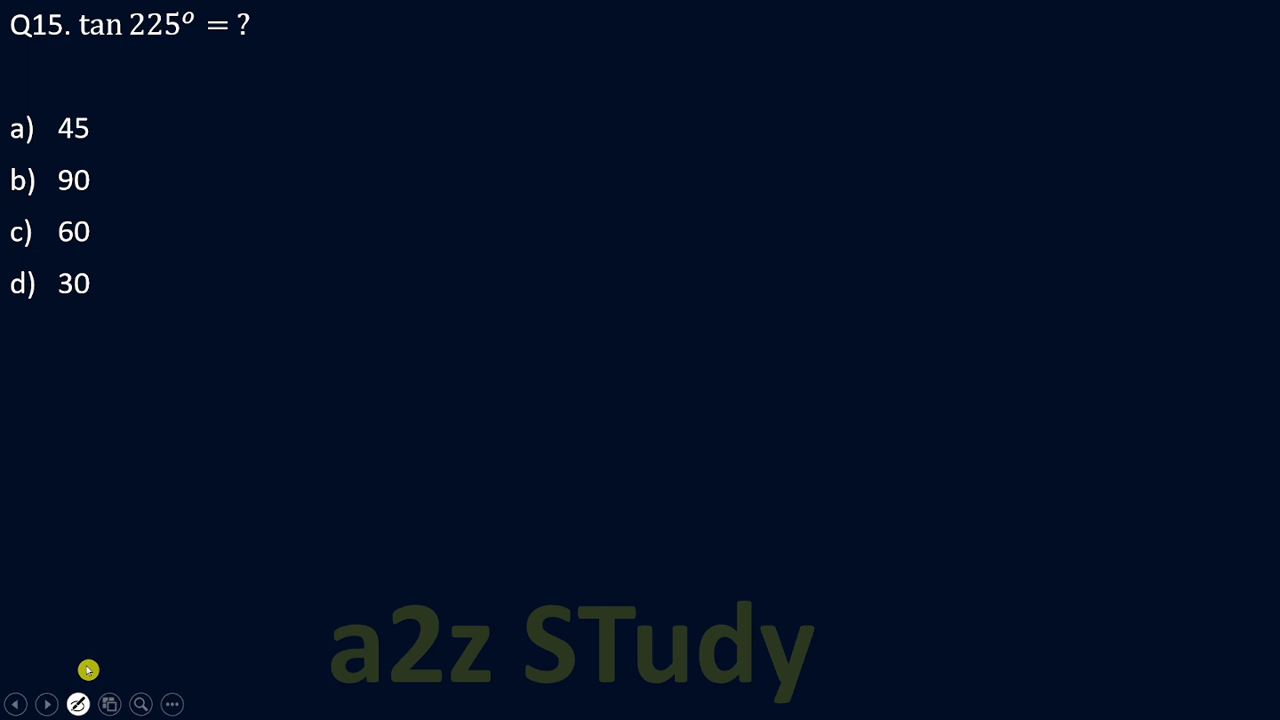 Q15. tan 225° = ?
a) 45
b) 90
c) 60
d) 30
a2z STudy